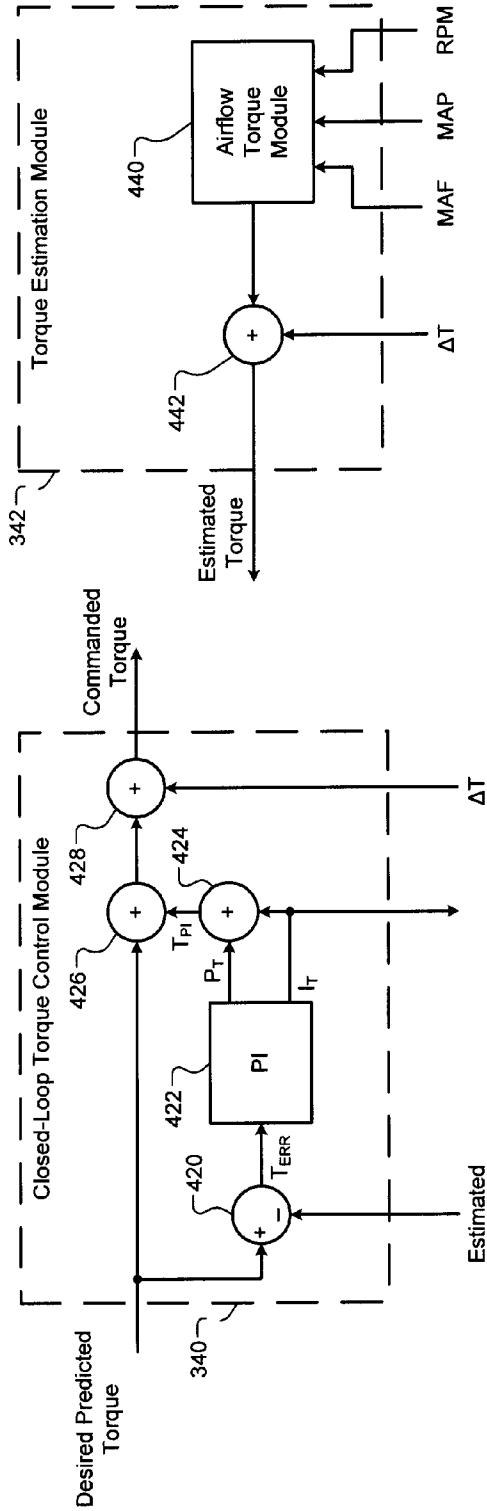 Desired Predicted
Torque
340
Closed-Loop Torque Control Module
420
+
−
T_ERR
422
PI
P_T
I_T
T_PI
424
+
426
+
428
+
Commanded
Torque
Estimated
ΔT
342
Torque Estimation Module
Estimated
Torque
442
+
440
Airflow
Torque
Module
ΔT
MAF
MAP
RPM